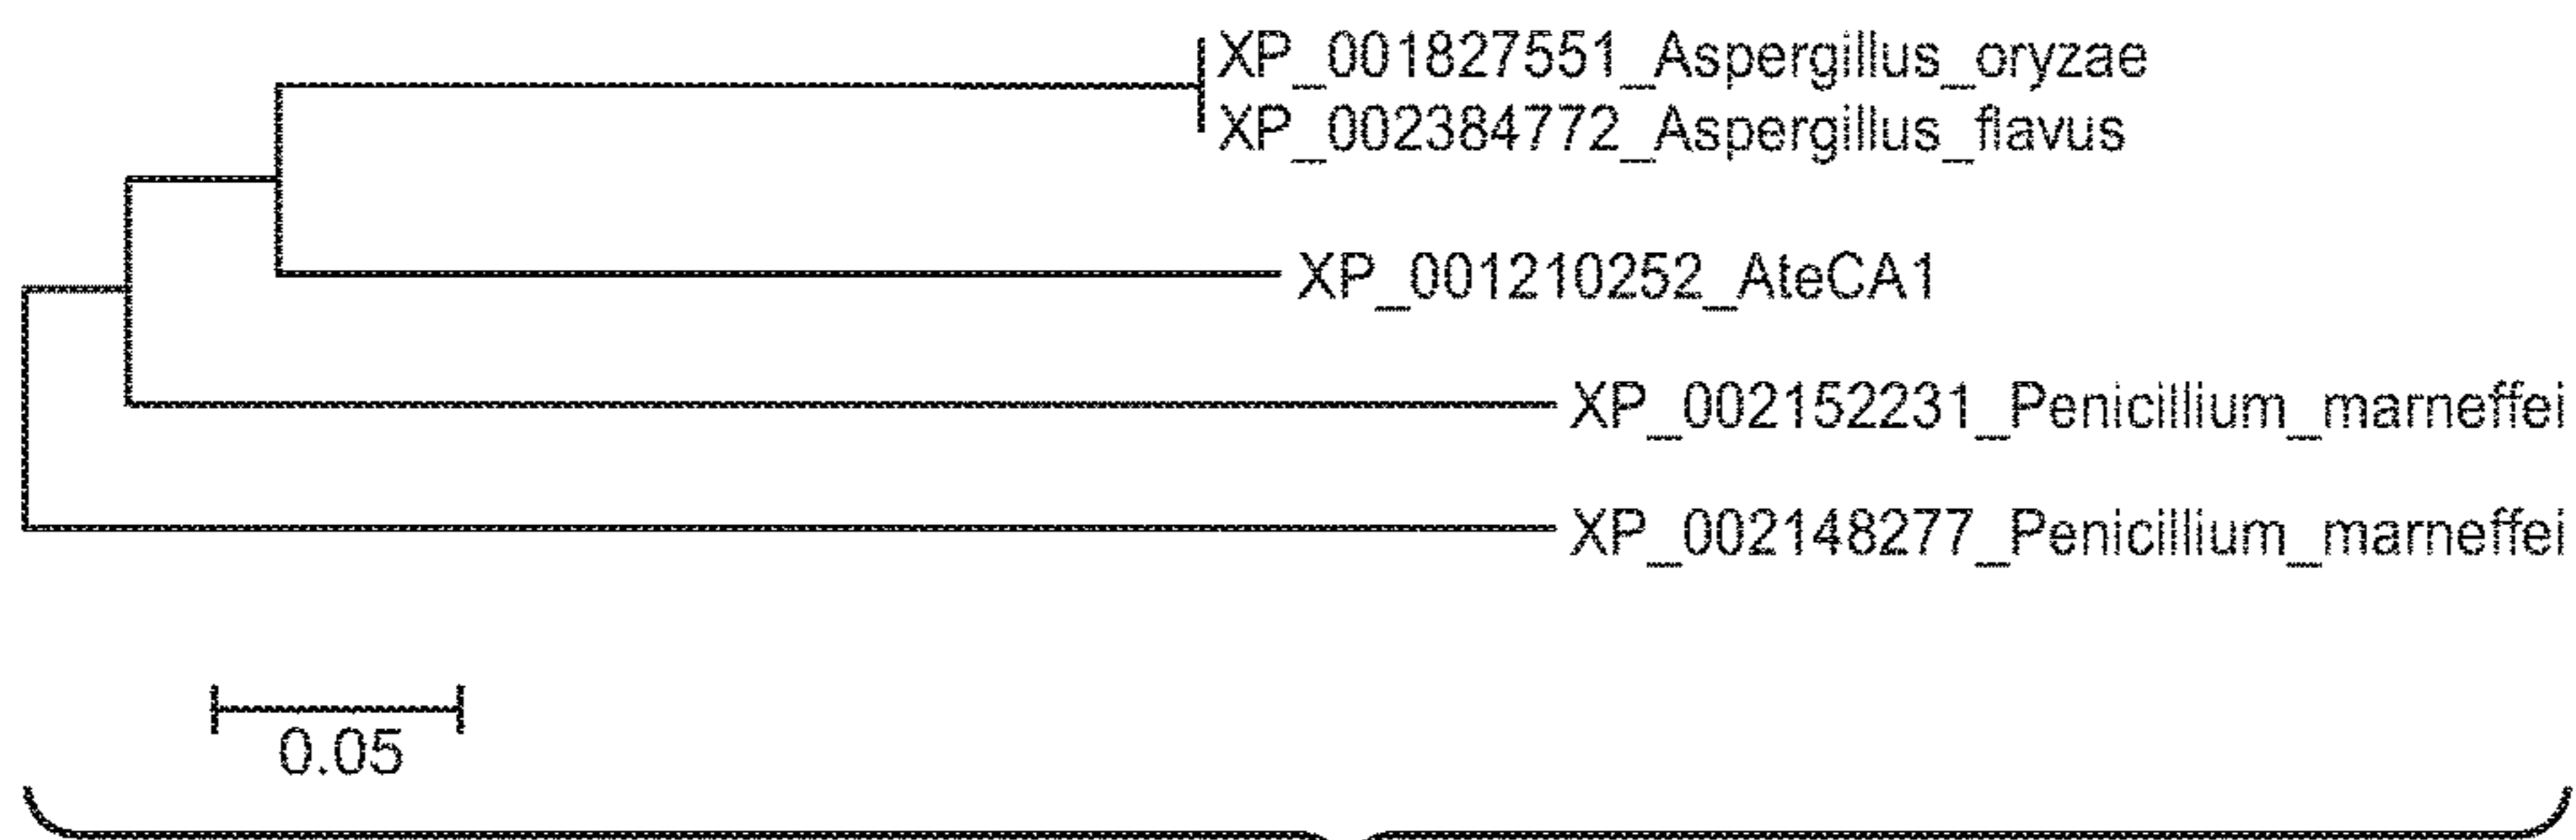 XP_001827551_Aspergillus_oryzae
XP_002384772_Aspergillus_flavus
XP_001210252_AteCA1
XP_002152231_Penicillium_marneffei
XP_002148277_Penicillium_marneffei
0.05